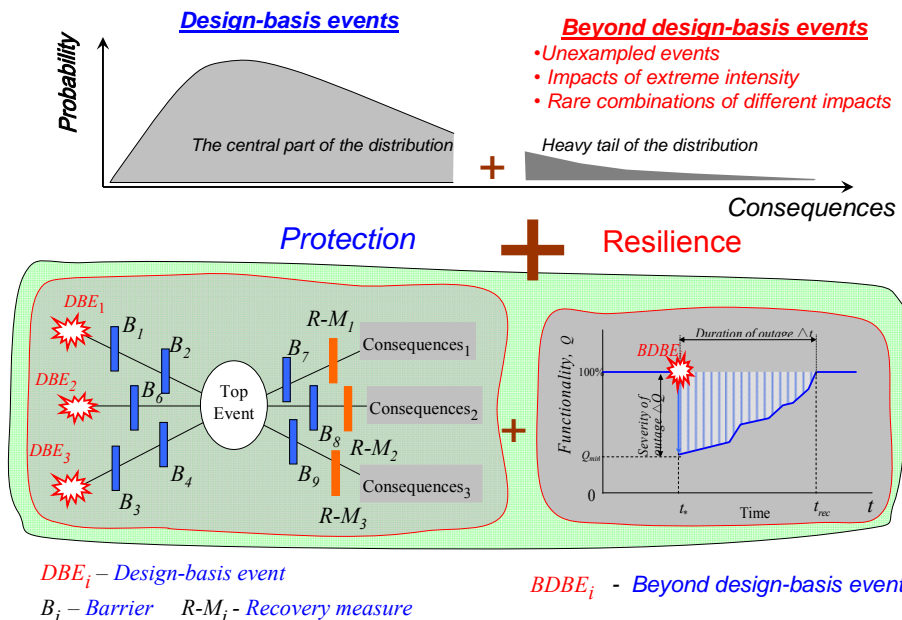 Design-basis events
Beyond design-basis events
•Unexampled events
• Impacts of extreme intensity
• Rare combinations of different impacts
Probability
The central part of the distribution
+
Heavy tail of the distribution
Consequences
Protection
+
Resilience
DBE1
B1
B2
R-M1
B7
Consequences1
DBE2
B6
Top
Event
Consequences2
B8
R-M2
DBE3
B4
B3
B9
Consequences3
R-M3
+
Duration of outage △t
BDBE
Functionality, Q
100%
Severity of
outage △Q
Qmin
0
t*
Time
trec
t
DBEi – Design-basis event
Bi – Barrier R-Mi - Recovery measure
BDBEi - Beyond design-basis event